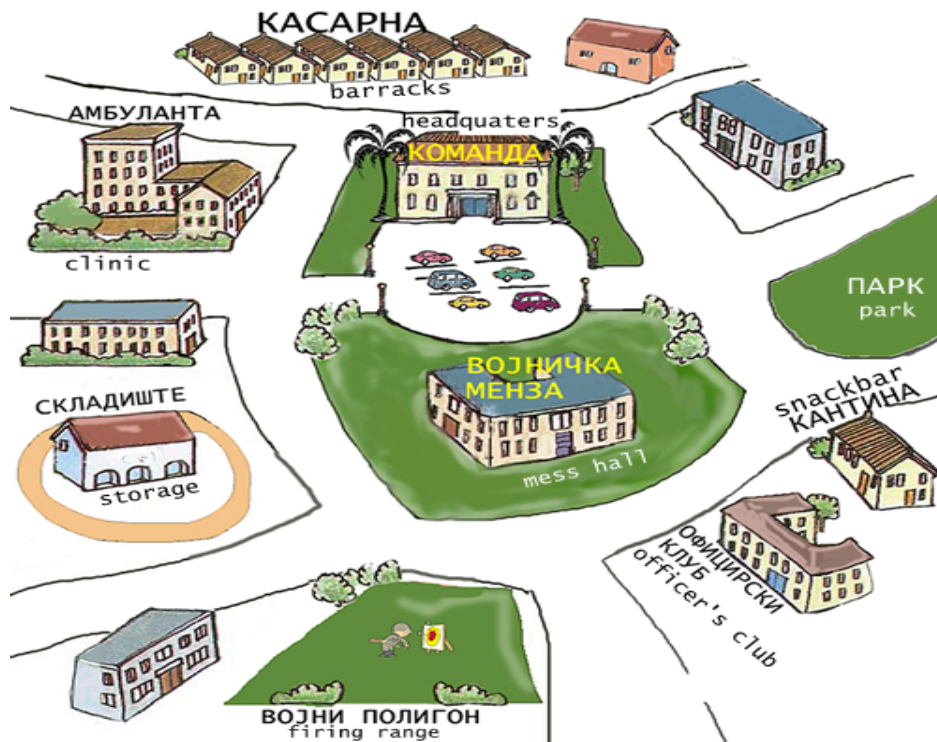 КАСАРНА
barracks
АМБУЛАНТА
headquaters
КОМАНДА
clinic
ПАРК
park
ВОЈНИЧКА
МЕНЗА
mess hall
snackbar
КАНТИНА
СКЛАДИШТЕ
storage
ОФИЦИРСКИ
КЛУБ
officer's club
ВОЈНИ ПОЛИГОН
firing range